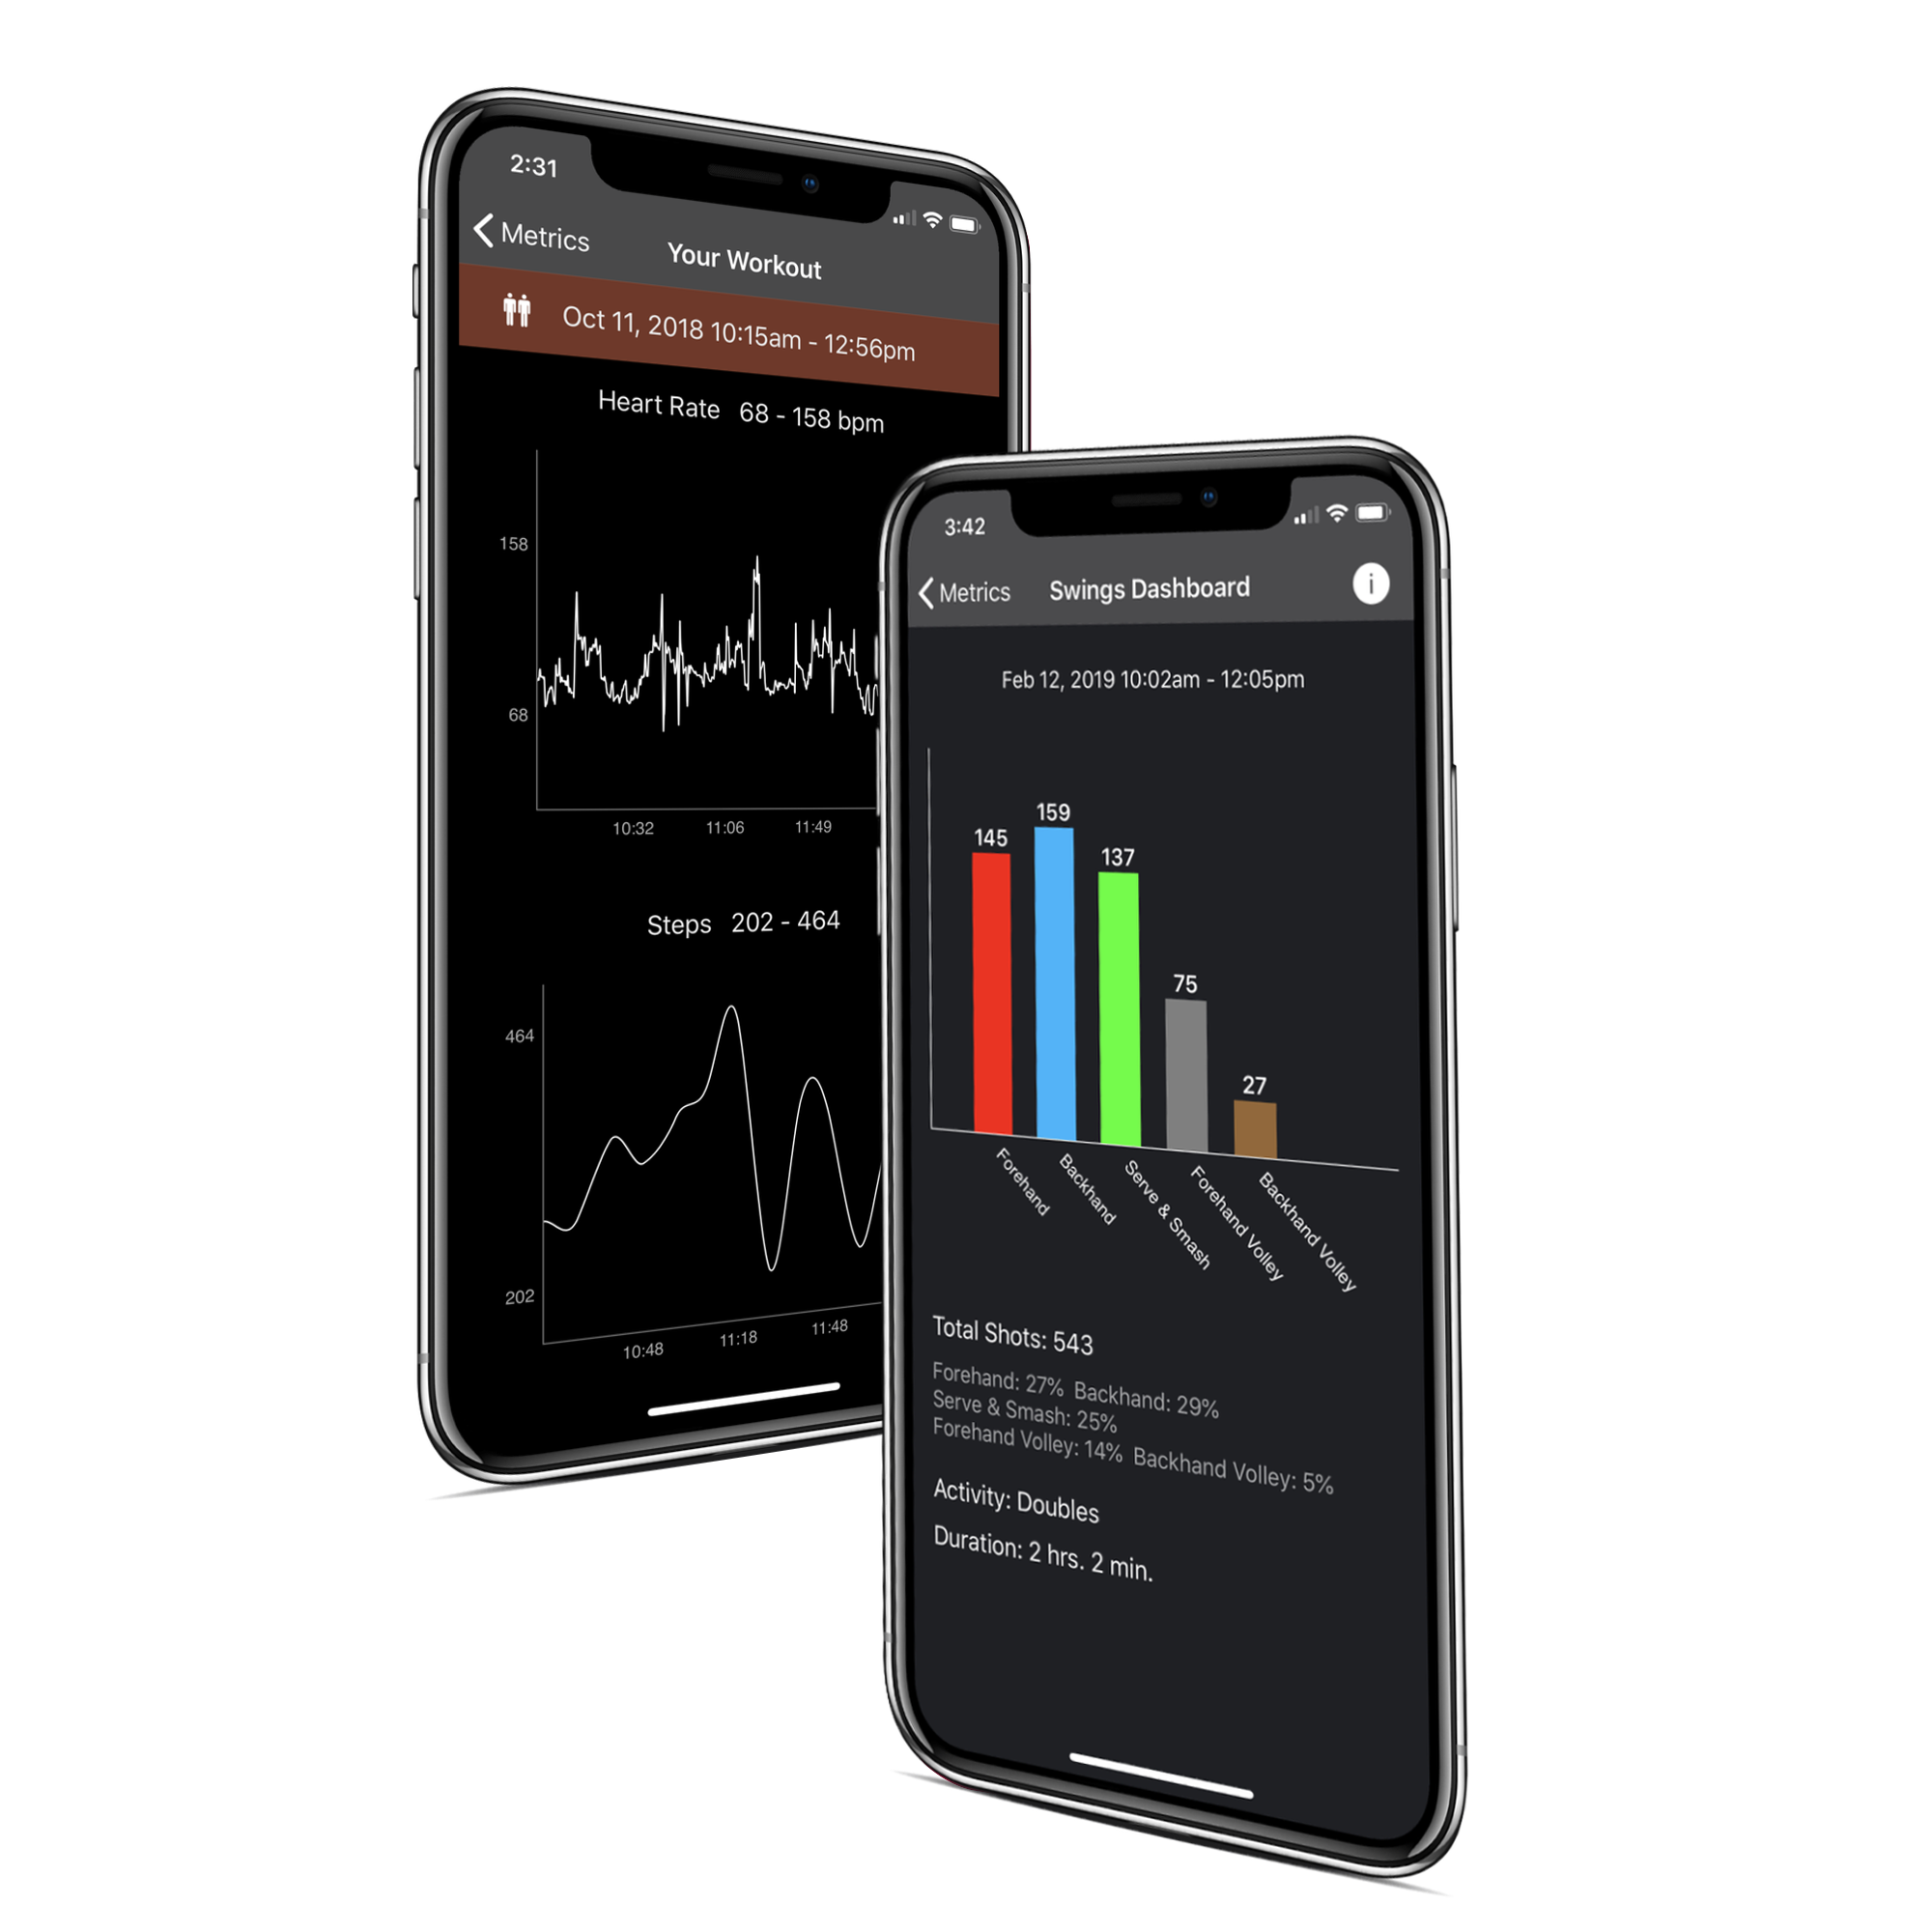 2:31
Metrics
Your Workout
Oct 11, 2018 10:15am - 12:56pm
Heart Rate 68 - 158 bpm
158
68
10:32 11:06 11:49
Steps 202 - 464
464
202
10:48 11:18 11:48
3:42
Metrics Swings Dashboard i
Feb 12, 2019 10:02am - 12:05pm
145
159
137
75
27
Forehand
Backhand
Serve & Smash
Forehand Volley
Backhand Volley
Total Shots: 543
Forehand: 27% Backhand: 29%
Serve & Smash: 25%
Forehand Volley: 14% Backhand Volley: 5%
Activity: Doubles
Duration: 2 hrs. 2 min.